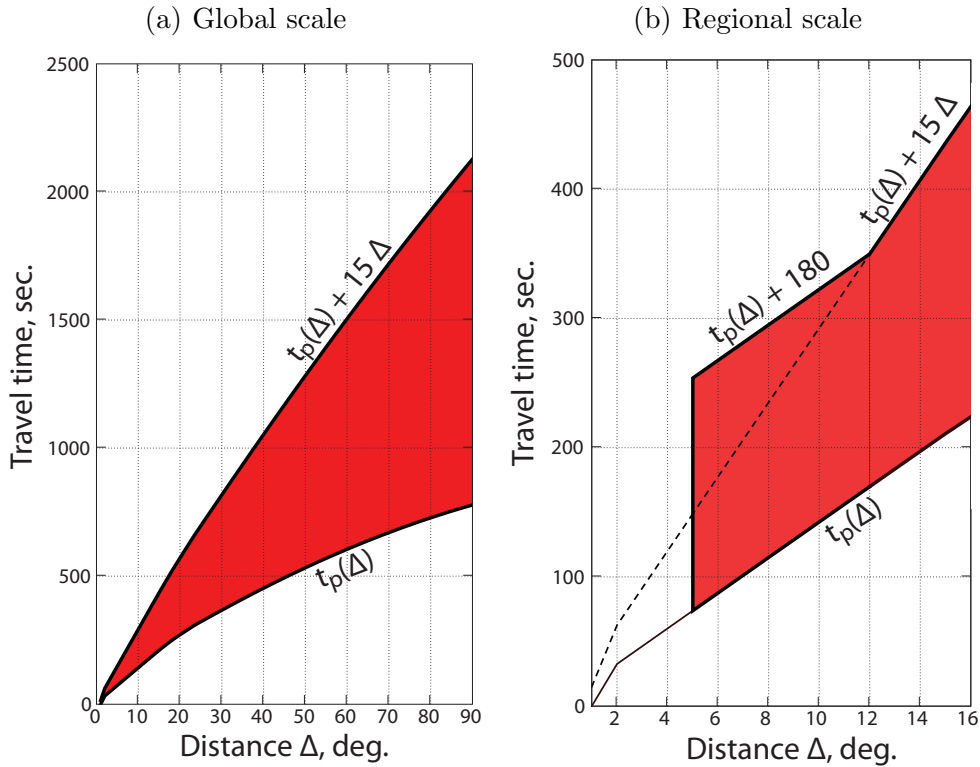 (a) Global scale
2500
2000
1500
1000
500
0
Travel time, sec.
t_p(Δ) + 15 Δ
t_p(Δ)
0 10 20 30 40 50 60 70 80 90
Distance Δ, deg.
(b) Regional scale
500
400
300
200
100
0
Travel time, sec.
t_p(Δ) + 180
t_p(Δ) + 15 Δ
t_p(Δ)
2 4 6 8 10 12 14 16
Distance Δ, deg.